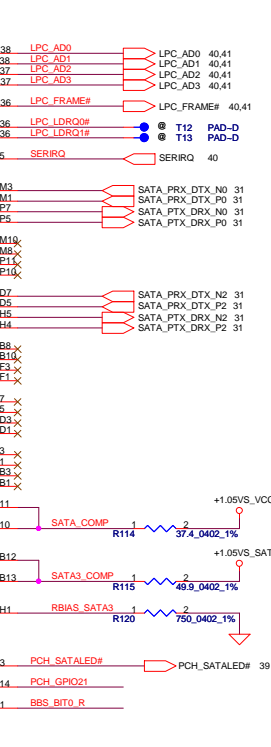 38 LPC_AD0 LPC_AD0 40,41
38 LPC_AD1 LPC_AD1 40,41
37 LPC_AD2 LPC_AD2 40,41
37 LPC_AD3 LPC_AD3 40,41
36 LPC_FRAME# LPC_FRAME# 40,41
36 LPC_LDRQ0# @ T12 PAD~D
36 LPC_LDRQ1# @ T13 PAD~D
5 SERIRQ SERIRQ 40
M3 SATA_PRX_DTX_N0 31
M1 SATA_PRX_DTX_P0 31
P7 SATA_PTX_DRX_N0 31
P5 SATA_PTX_DRX_P0 31
M10
M8
P11
P10
D7 SATA_PRX_DTX_N2 31
D5 SATA_PRX_DTX_P2 31
H5 SATA_PTX_DRX_N2 31
H4 SATA_PTX_DRX_P2 31
B8
B10
F3
F1
7
5
D3
D1
3
1
B3
B1
11 +1.05VS_VCC
10 SATA_COMP 1 2
R114 37.4_0402_1%
B12 +1.05VS_SAT
B13 SATA3_COMP 1 2
R115 49.9_0402_1%
H1 RBIAS_SATA3 1 2
R120 750_0402_1%
3 PCH_SATALED# PCH_SATALED# 39
14 PCH_GPIO21
1 BBS_BIT0_R